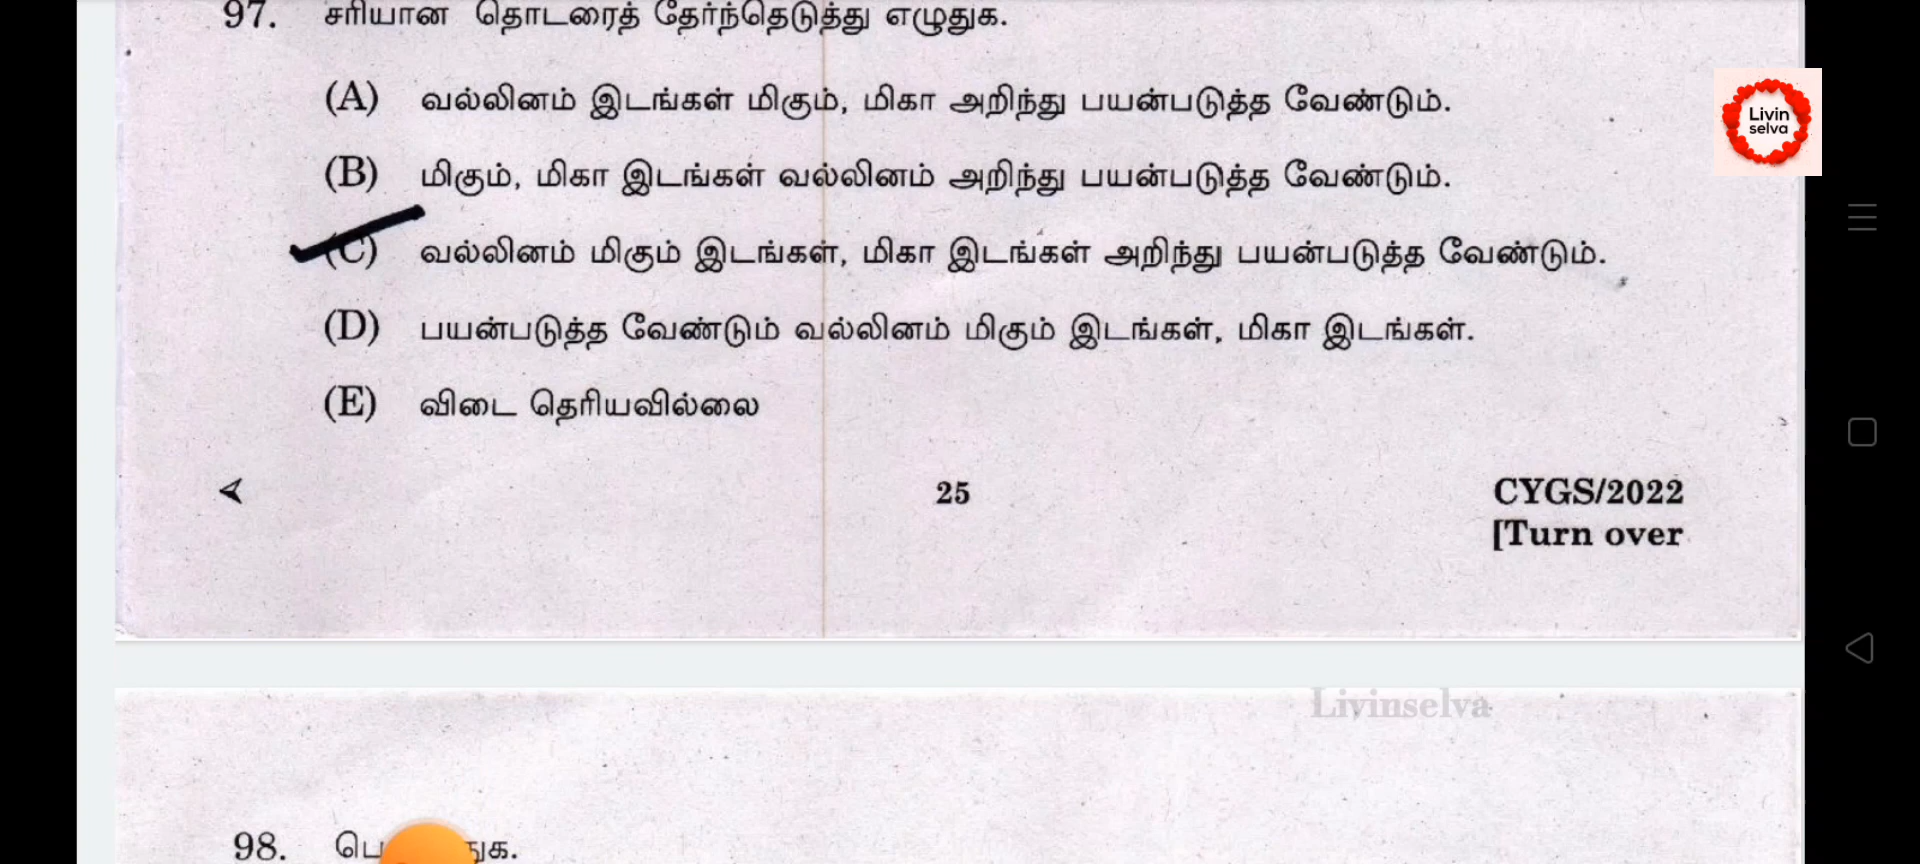 97. சரியான தொடரைத் தேர்ந்தெடுத்து எழுதுக.
(A) வல்லினம் இடங்கள் மிகும், மிகா அறிந்து பயன்படுத்த வேண்டும்.
Livin
selva
(B) மிகும், மிகா இடங்கள் வல்லினம் அறிந்து பயன்படுத்த வேண்டும்.
(C) வல்லினம் மிகும் இடங்கள், மிகா இடங்கள் அறிந்து பயன்படுத்த வேண்டும்.
(D) பயன்படுத்த வேண்டும் வல்லினம் மிகும் இடங்கள், மிகா இடங்கள்.
(E) விடை தெரியவில்லை
25
CYGS/2022
[Turn over
Livinselva
98.